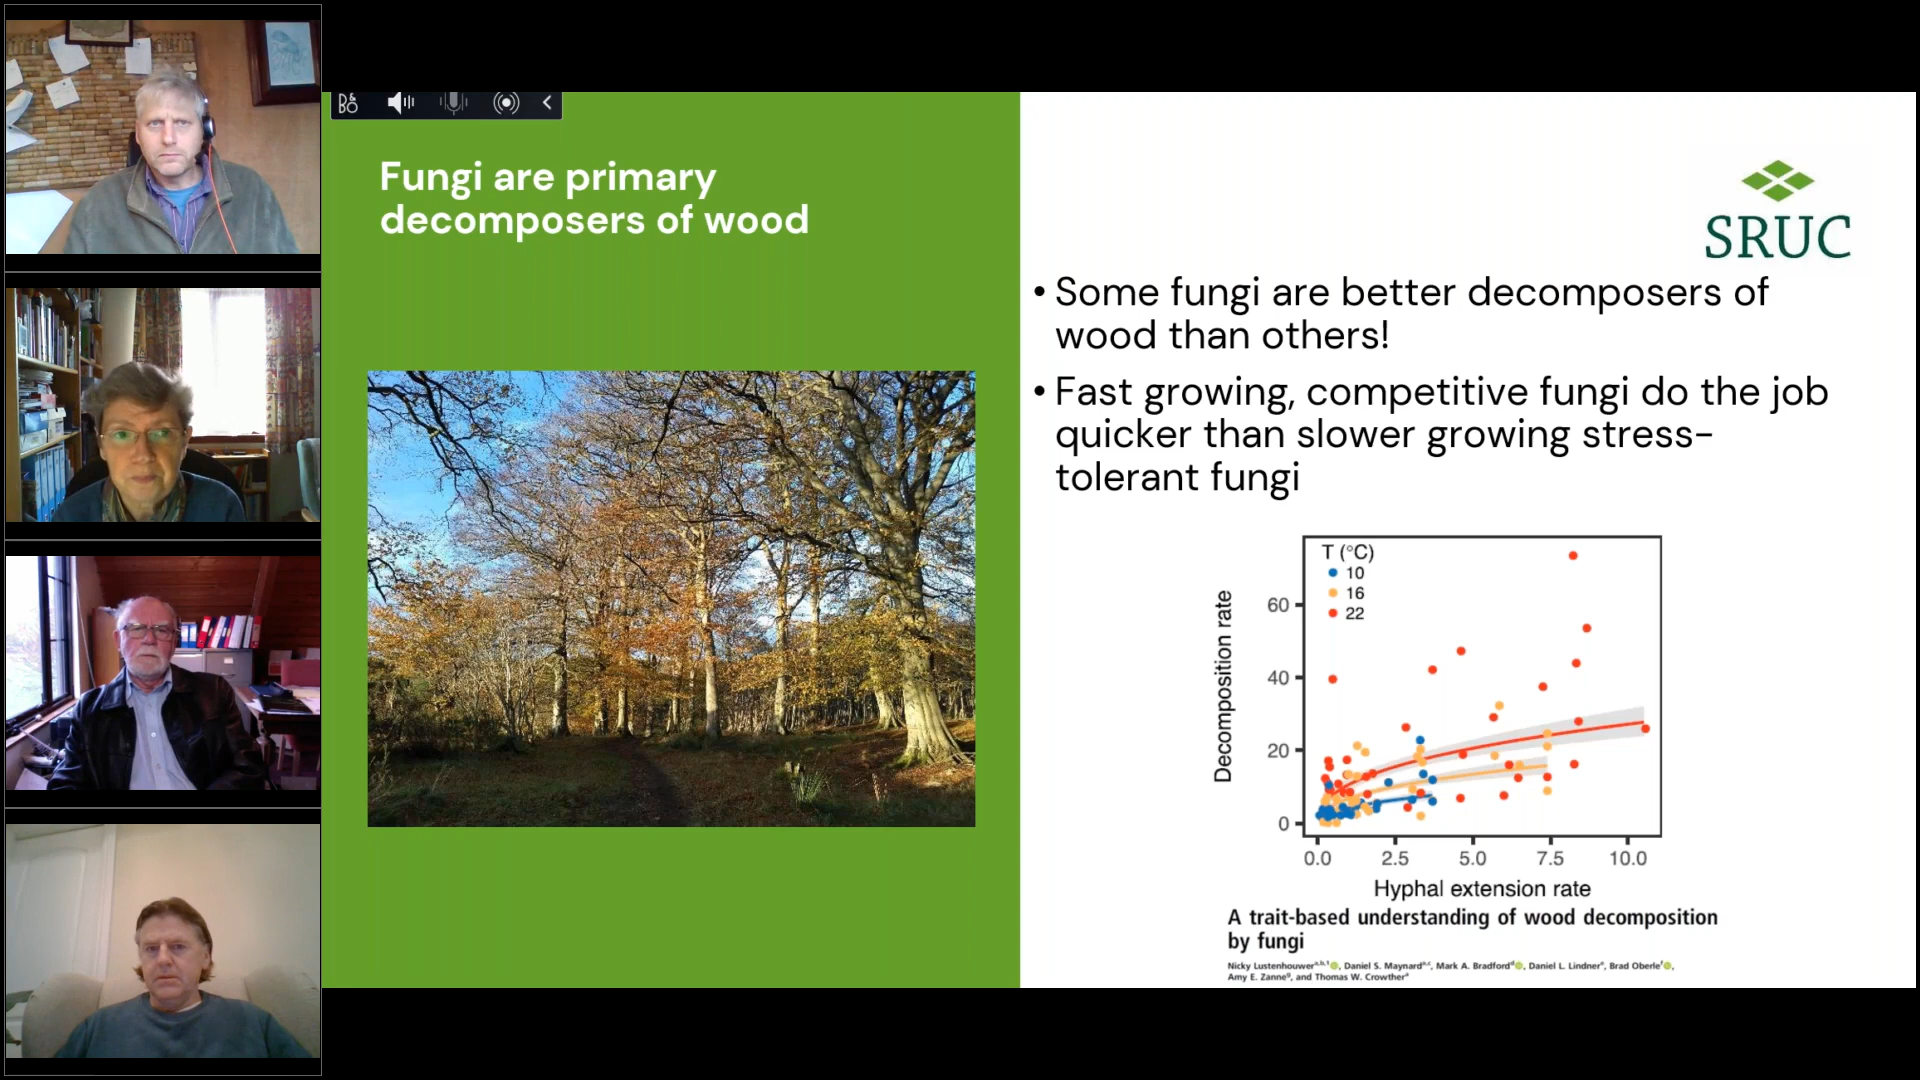 B&O
Fungi are primary
decomposers of wood
SRUC
• Some fungi are better decomposers of
wood than others!
• Fast growing, competitive fungi do the job
quicker than slower growing stress-
tolerant fungi
T (°C)
10
16
22
Decomposition rate
60
40
20
0
0.0 2.5 5.0 7.5 10.0
Hyphal extension rate
A trait-based understanding of wood decomposition
by fungi
Nicky Lustenhouwer, Daniel S. Maynard, Mark A. Bradford, Daniel L. Lindner, Brad Oberle,
Amy E. Zanne, and Thomas W. Crowther